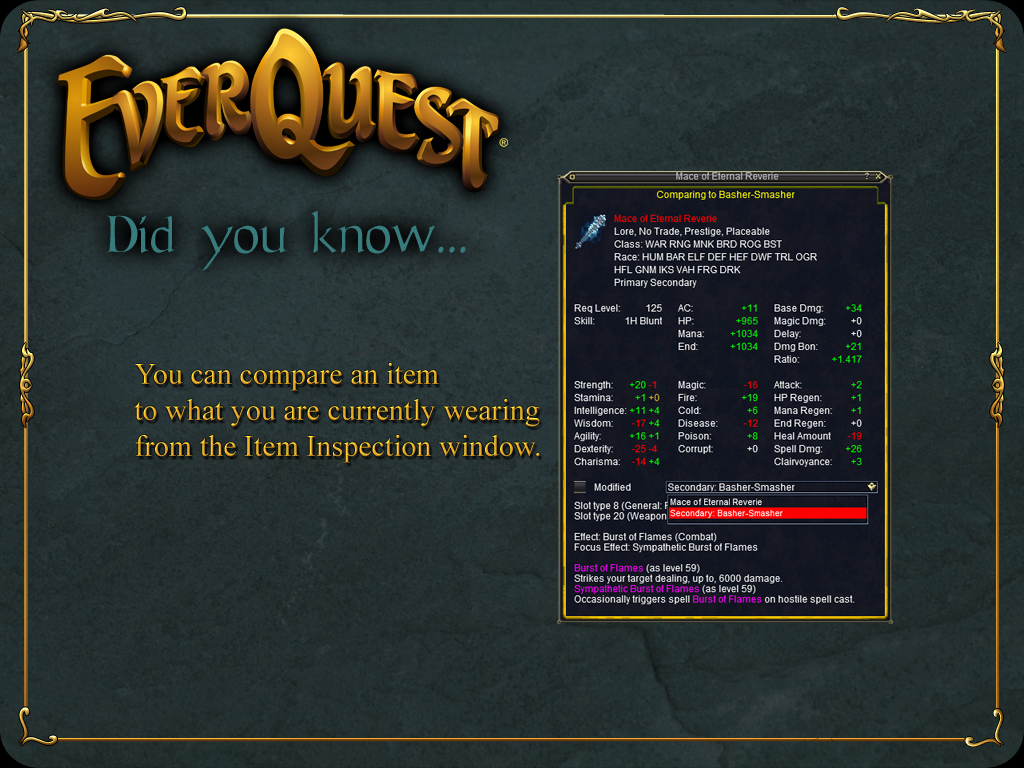 EVERQUEST®
Did you know...
You can compare an item
to what you are currently wearing
from the Item Inspection window.
Mace of Eternal Reverie ? X
Comparing to Basher-Smasher
Mace of Eternal Reverie
Lore, No Trade, Prestige, Placeable
Class: WAR RNG MNK BRD ROG BST
Race: HUM BAR ELF DEF HEF DWF TRL OGR
HFL GNM IKS VAH FRG DRK
Primary Secondary
Req Level: 125 AC: +11 Base Dmg: +34
Skill: 1H Blunt HP: +965 Magic Dmg: +0
Mana: +1034 Delay: +0
End: +1034 Dmg Bon: +21
Ratio: +1.417
Strength: +20 -1 Magic: -16 Attack: +2
Stamina: +1 +0 Fire: +19 HP Regen: +1
Intelligence: +11 +4 Cold: +6 Mana Regen: +1
Wisdom: -17 +4 Disease: -12 End Regen: +0
Agility: +16 +1 Poison: +8 Heal Amount -19
Dexterity: -25 -4 Corrupt: +0 Spell Dmg: +26
Charisma: -14 +4 Clairvoyance: +3
Modified Secondary: Basher-Smasher
Mace of Eternal Reverie
Slot type 8 (General:
Secondary: Basher-Smasher
Slot type 20 (Weapon
Effect: Burst of Flames (Combat)
Focus Effect: Sympathetic Burst of Flames
Burst of Flames (as level 59)
Strikes your target dealing, up to, 6000 damage.
Sympathetic Burst of Flames (as level 59)
Occasionally triggers spell Burst of Flames on hostile spell cast.